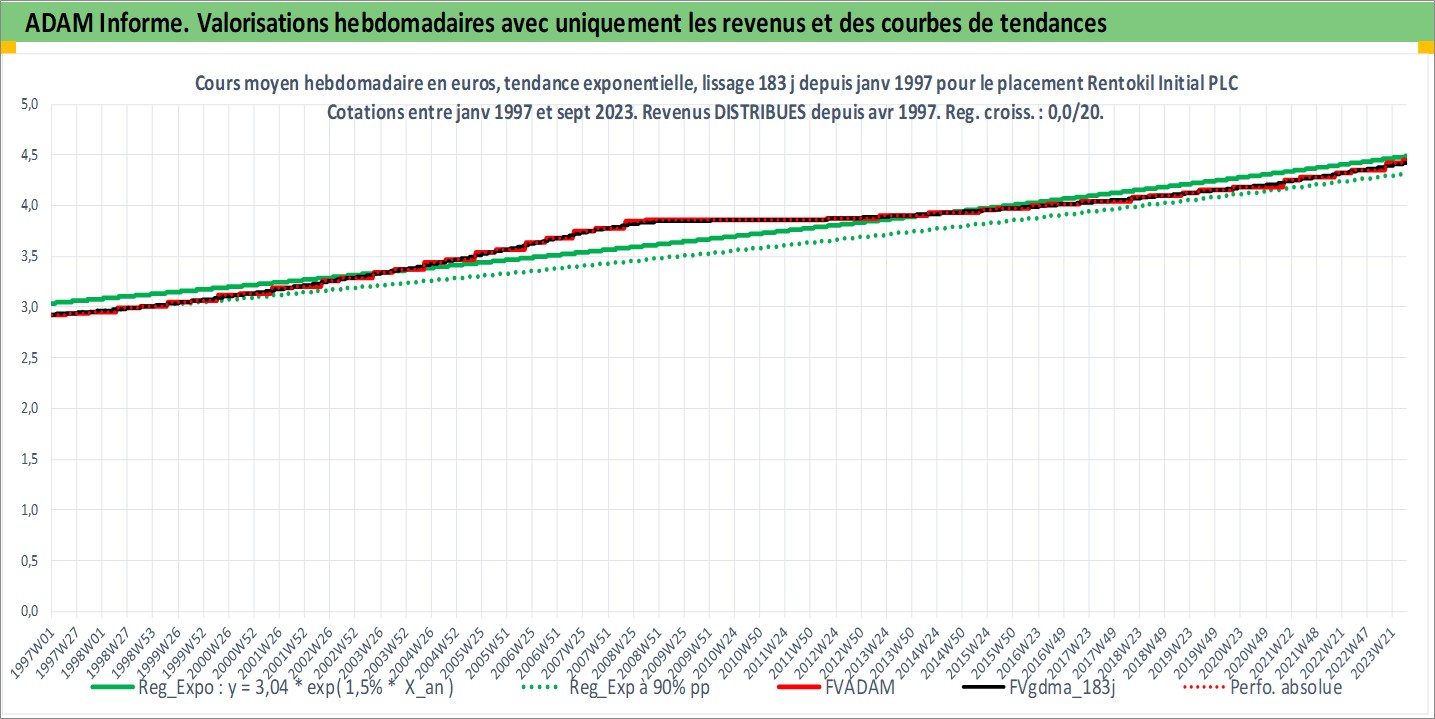 ADAM Informe. Valorisations hebdomadaires avec uniquement les revenus et des courbes de tendances
Cours moyen hebdomadaire en euros, tendance exponentielle, lissage 183 j depuis janv 1997 pour le placement Rentokil Initial PLC
Cotations entre janv 1997 et sept 2023. Revenus DISTRIBUES depuis avr 1997. Reg. croiss. : 0,0/20.
5,0
4,5
4,0
3,5
3,0
2,5
2,0
1,5
1,0
0,5
0,0
1997W01
1997W27
1998W01
1998W27
1998W53
1999W26
1999W52
2000W26
2000W52
2001W26
2001W52
2002W26
2002W52
2003W26
2003W52
2004W26
2004W52
2005W25
2005W51
2006W25
2006W51
2007W25
2007W51
2008W25
2008W51
2009W25
2009W51
2010W24
2010W50
2011W24
2011W50
2012W24
2012W50
2013W24
2013W50
2014W24
2014W50
2015W24
2015W50
2016W23
2016W49
2017W23
2017W49
2018W23
2018W49
2019W23
2019W49
2020W23
2020W49
2021W22
2021W48
2022W21
2022W47
2023W21
Reg_Expo : y = 3,04 * exp( 1,5% * X_an )
Reg_Exp à 90% pp
FVADAM
FVgdma_183j
Perfo. absolue